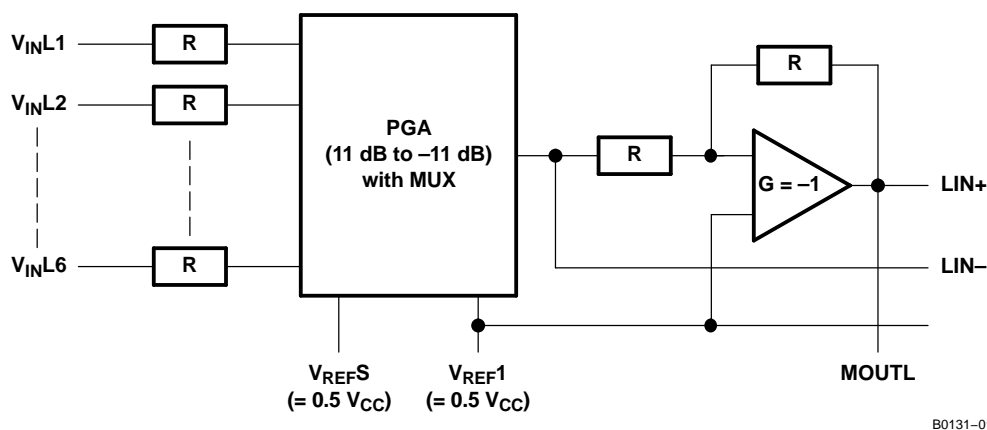 VINL1
R
VINL2
R
VINL6
R
PGA
(11 dB to –11 dB)
with MUX
R
R
G = –1
LIN+
LIN–
VREFS
(= 0.5 VCC)
VREF1
(= 0.5 VCC)
MOUTL
B0131–0